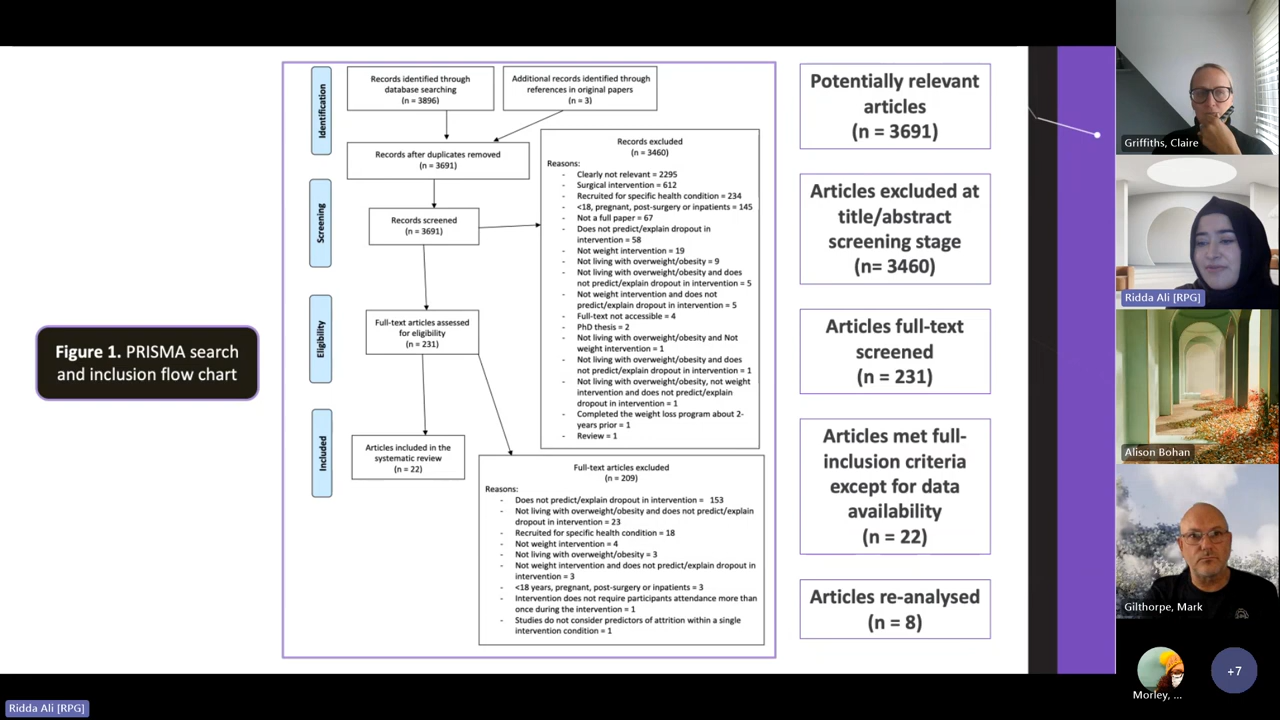 Figure 1. PRISMA search
and inclusion flow chart
Identification
Screening
Eligibility
Included
Records identified through
database searching
(n = 3896)
Additional records identified through
references in original papers
(n = 3)
Records after duplicates removed
(n = 3691)
Records screened
(n = 3691)
Full-text articles assessed
for eligibility
(n = 231)
Articles included in the
systematic review
(n = 22)
Records excluded
(n = 3460)
Reasons:
- Clearly not relevant = 2295
- Surgical intervention = 612
- Recruited for specific health condition = 234
- <18, pregnant, post-surgery or inpatients = 145
- Not a full paper = 67
- Does not predict/explain dropout in
intervention = 58
- Not weight intervention = 19
- Not living with overweight/obesity = 9
- Not living with overweight/obesity and does
not predict/explain dropout in intervention = 5
- Not weight intervention and does not
predict/explain dropout in intervention = 5
- Full-text not accessible = 4
- PhD thesis = 2
- Not living with overweight/obesity and Not
weight intervention = 1
- Not living with overweight/obesity and does
not predict/explain dropout in intervention = 1
- Not living with overweight/obesity, not weight
intervention and does not predict/explain
dropout in intervention = 1
- Completed the weight loss program about 2-
years prior = 1
- Review = 1
Full-text articles excluded
(n = 209)
Reasons:
- Does not predict/explain dropout in intervention = 153
- Not living with overweight/obesity and does not predict/explain
dropout in intervention = 23
- Recruited for specific health condition = 18
- Not weight intervention = 4
- Not living with overweight/obesity = 3
- Not weight intervention and does not predict/explain dropout in
intervention = 3
- <18 years, pregnant, post-surgery or inpatients = 3
- Intervention does not require participants attendance more than
once during the intervention = 1
- Studies do not consider predictors of attrition within a single
intervention condition = 1
Potentially relevant
articles
(n = 3691)
Articles excluded at
title/abstract
screening stage
(n= 3460)
Articles full-text
screened
(n = 231)
Articles met full-
inclusion criteria
except for data
availability
(n = 22)
Articles re-analysed
(n = 8)
Griffiths, Claire
Ridda Ali [RPG]
Alison Bohan
Gilthorpe, Mark
Morley, ...
+7
Ridda Ali [RPG]